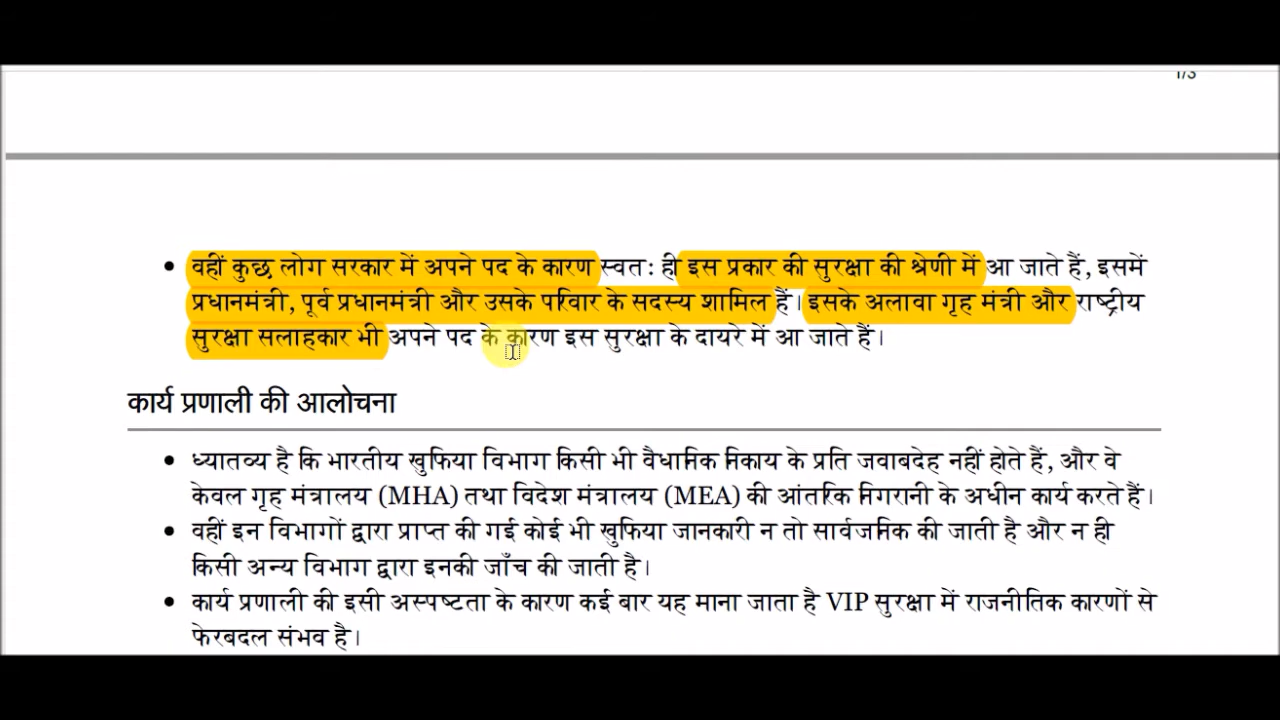 1/3
• वहीं कुछ लोग सरकार में अपने पद के कारण स्वतः ही इस प्रकार की सुरक्षा की श्रेणी में आ जाते हैं, इसमें
प्रधानमंत्री, पूर्व प्रधानमंत्री और उसके परिवार के सदस्य शामिल हैं। इसके अलावा गृह मंत्री और राष्ट्रीय
सुरक्षा सलाहकार भी अपने पद के कारण इस सुरक्षा के दायरे में आ जाते हैं।
कार्य प्रणाली की आलोचना
• ध्यातव्य है कि भारतीय खुफिया विभाग किसी भी वैधानिक निकाय के प्रति जवाबदेह नहीं होते हैं, और वे
केवल गृह मंत्रालय (MHA) तथा विदेश मंत्रालय (MEA) की आंतरिक निगरानी के अधीन कार्य करते हैं।
• वहीं इन विभागों द्वारा प्राप्त की गई कोई भी खुफिया जानकारी न तो सार्वजनिक की जाती है और न ही
किसी अन्य विभाग द्वारा इनकी जाँच की जाती है।
• कार्य प्रणाली की इसी अस्पष्टता के कारण कई बार यह माना जाता है VIP सुरक्षा में राजनीतिक कारणों से
फेरबदल संभव है।